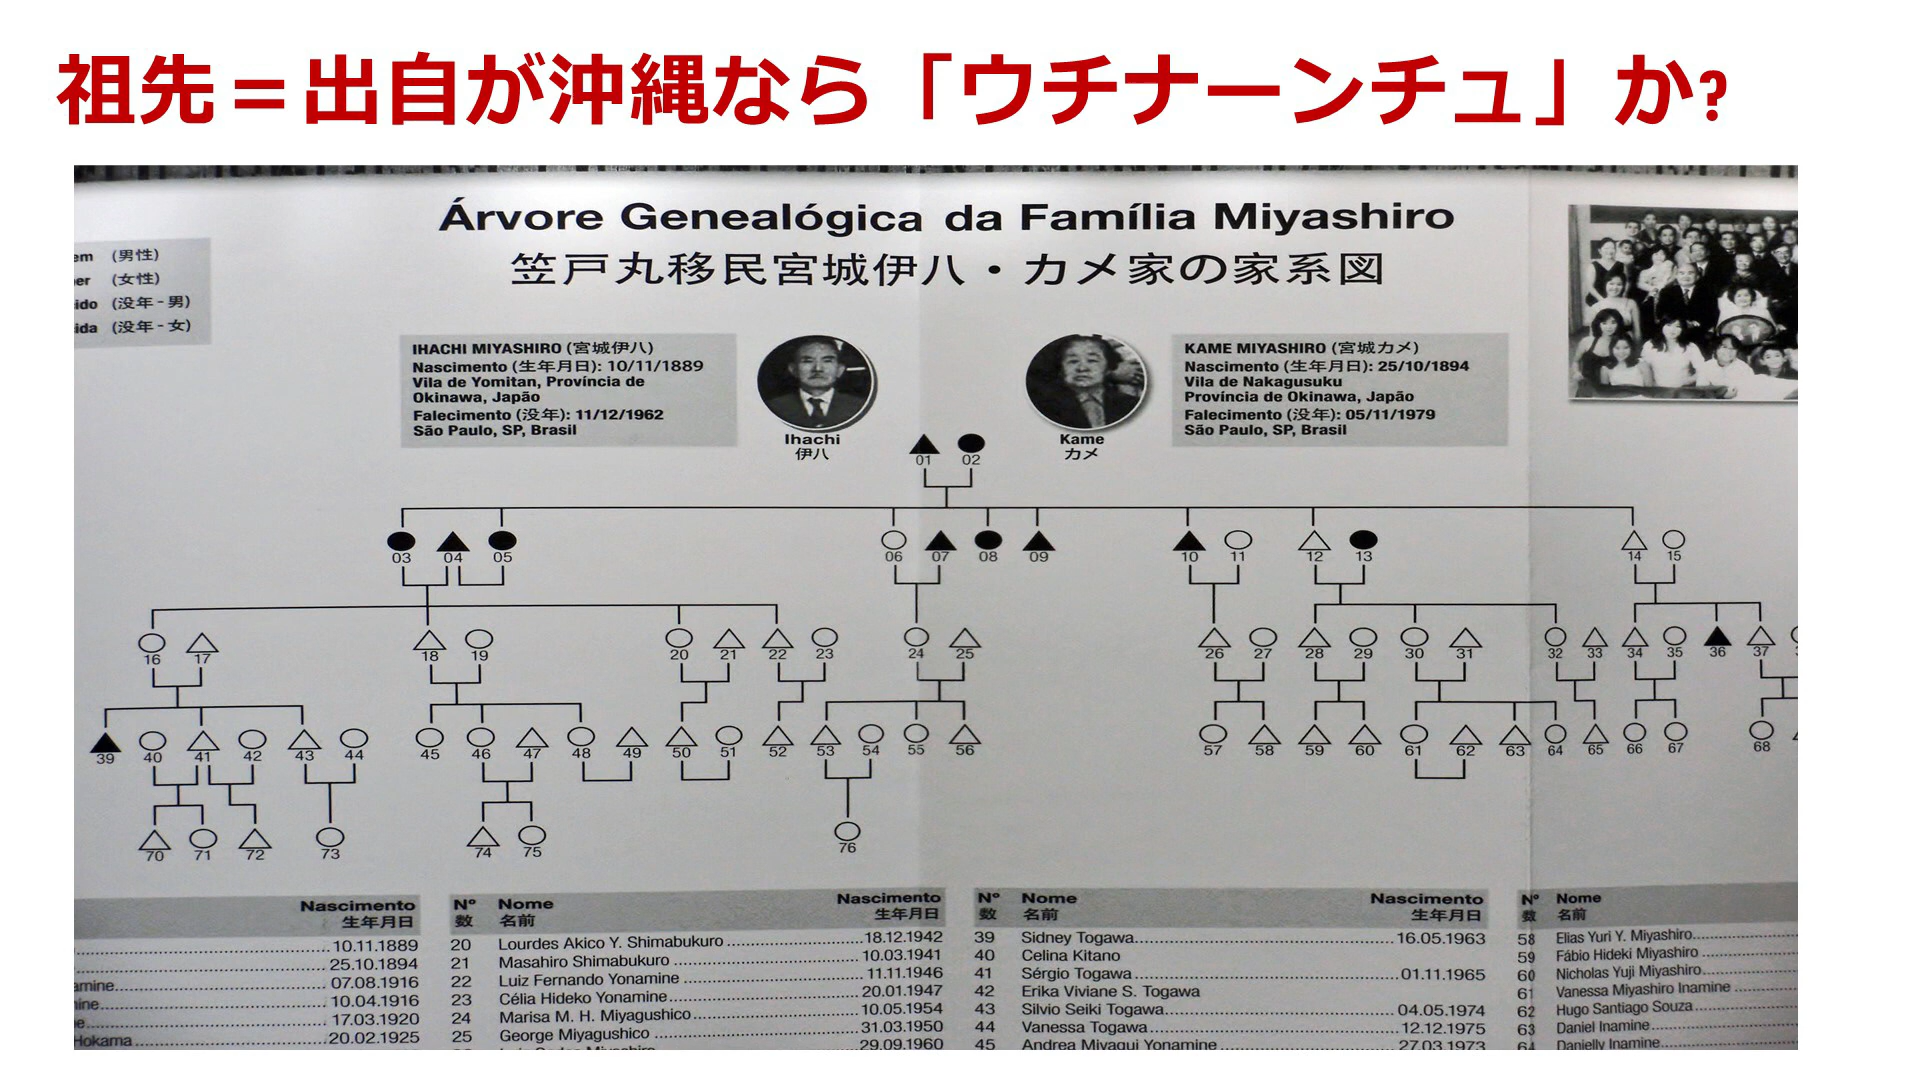 祖先＝出自が沖縄なら「ウチナーンチュ」か?
Árvore Genealógica da Família Miyashiro
笠戸丸移民宮城伊八・カメ家の家系図
em (男性)
er (女性)
ido (没年-男)
ida (没年-女)
IHACHI MIYASHIRO (宮城伊八)
Nascimento (生年月日): 10/11/1889
Vila de Yomitan, Província de
Okinawa, Japão
Falecimento (没年): 11/12/1962
São Paulo, SP, Brasil
Ihachi
伊八
Kame
カメ
KAME MIYASHIRO (宮城カメ)
Nascimento (生年月日): 25/10/1894
Vila de Nakagusuku
Província de Okinawa, Japão
Falecimento (没年): 05/11/1979
São Paulo, SP, Brasil
01 02
03 04 05 06 07 08 09 10 11 12 13 14 15
16 17 18 19 20 21 22 23 24 25 26 27 28 29 30 31 32 33 34 35 36 37
39 40 41 42 43 44 45 46 47 48 49 50 51 52 53 54 55 56 57 58 59 60 61 62 63 64 65 66 67 68
70 71 72 73 74 75 76
Nascimento
生年月日
10.11.1889
25.10.1894
amine 07.08.1916
ine 10.04.1916
e 17.03.1920
Hokama 20.02.1925
Nº Nome Nascimento
数 名前 生年月日
20 Lourdes Akico Y. Shimabukuro 18.12.1942
21 Masahiro Shimabukuro 10.03.1941
22 Luiz Fernando Yonamine 11.11.1946
23 Célia Hideko Yonamine 20.01.1947
24 Marisa M. H. Miyagushico 10.05.1954
25 George Miyagushico 31.03.1950
29.09.1960
Nº Nome Nascimento
数 名前 生年月日
39 Sidney Togawa 16.05.1963
40 Celina Kitano
41 Sérgio Togawa 01.11.1965
42 Erika Viviane S. Togawa
43 Silvio Seiki Togawa 04.05.1974
44 Vanessa Togawa 12.12.1975
45 Andrea Miyagui Yonamine 27.03.1973
Nº Nome
数 名前
58 Elias Yuri Y. Miyashiro
59 Fábio Hideki Miyashiro
60 Nicholas Yuji Miyashiro
61 Vanessa Miyashiro Inamine
62 Hugo Santiago Souza
63 Daniel Inamine
64 Danielly Inamine